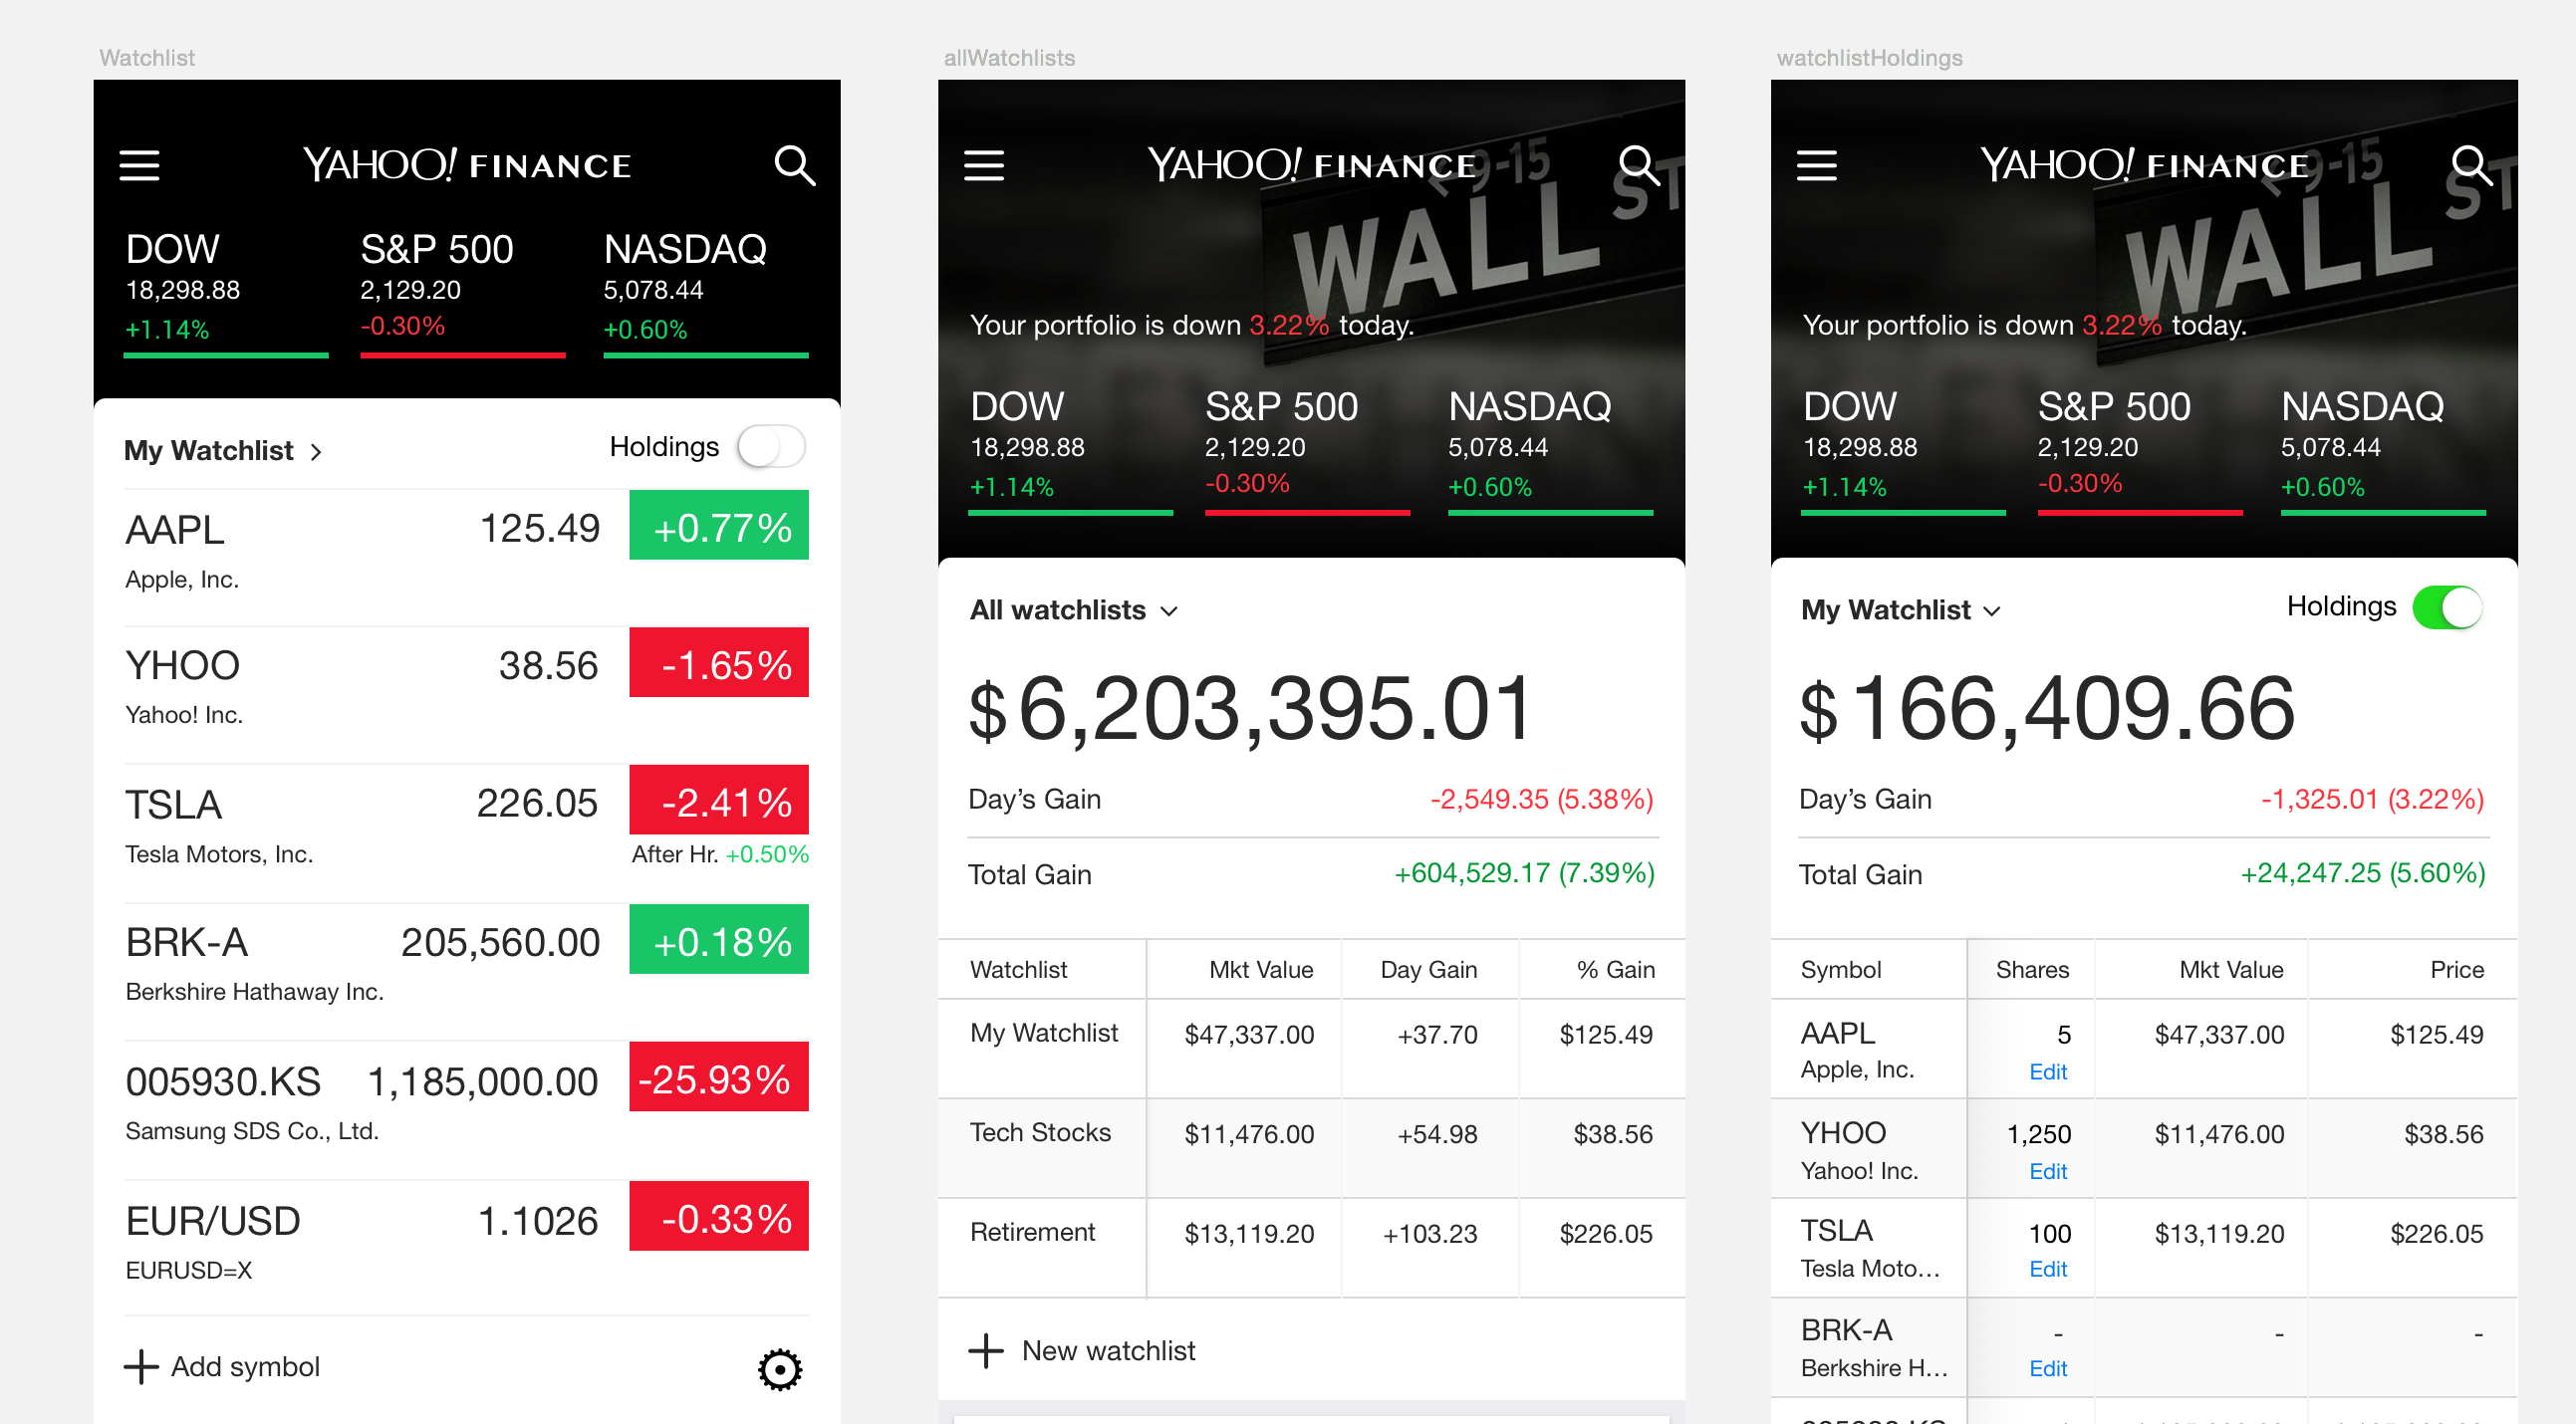 Watchlist
YAHOO! FINANCE
DOW
18,298.88
+1.14%
S&P 500
2,129.20
-0.30%
NASDAQ
5,078.44
+0.60%
My Watchlist >
Holdings
AAPL 125.49 +0.77%
Apple, Inc.
YHOO 38.56 -1.65%
Yahoo! Inc.
TSLA 226.05 -2.41%
Tesla Motors, Inc. After Hr. +0.50%
BRK-A 205,560.00 +0.18%
Berkshire Hathaway Inc.
005930.KS 1,185,000.00 -25.93%
Samsung SDS Co., Ltd.
EUR/USD 1.1026 -0.33%
EURUSD=X
Add symbol
allWatchlists
YAHOO! FINANCE
9-15
WALL ST
Your portfolio is down 3.22% today.
DOW
18,298.88
+1.14%
S&P 500
2,129.20
-0.30%
NASDAQ
5,078.44
+0.60%
All watchlists
$6,203,395.01
Day's Gain -2,549.35 (5.38%)
Total Gain +604,529.17 (7.39%)
Watchlist Mkt Value Day Gain % Gain
My Watchlist $47,337.00 +37.70 $125.49
Tech Stocks $11,476.00 +54.98 $38.56
Retirement $13,119.20 +103.23 $226.05
New watchlist
watchlistHoldings
YAHOO! FINANCE
9-15
WALL ST
Your portfolio is down 3.22% today.
DOW
18,298.88
+1.14%
S&P 500
2,129.20
-0.30%
NASDAQ
5,078.44
+0.60%
My Watchlist
Holdings
$166,409.66
Day's Gain -1,325.01 (3.22%)
Total Gain +24,247.25 (5.60%)
Symbol Shares Mkt Value Price
AAPL 5 $47,337.00 $125.49
Apple, Inc. Edit
YHOO 1,250 $11,476.00 $38.56
Yahoo! Inc. Edit
TSLA 100 $13,119.20 $226.05
Tesla Moto... Edit
BRK-A - - -
Berkshire H... Edit